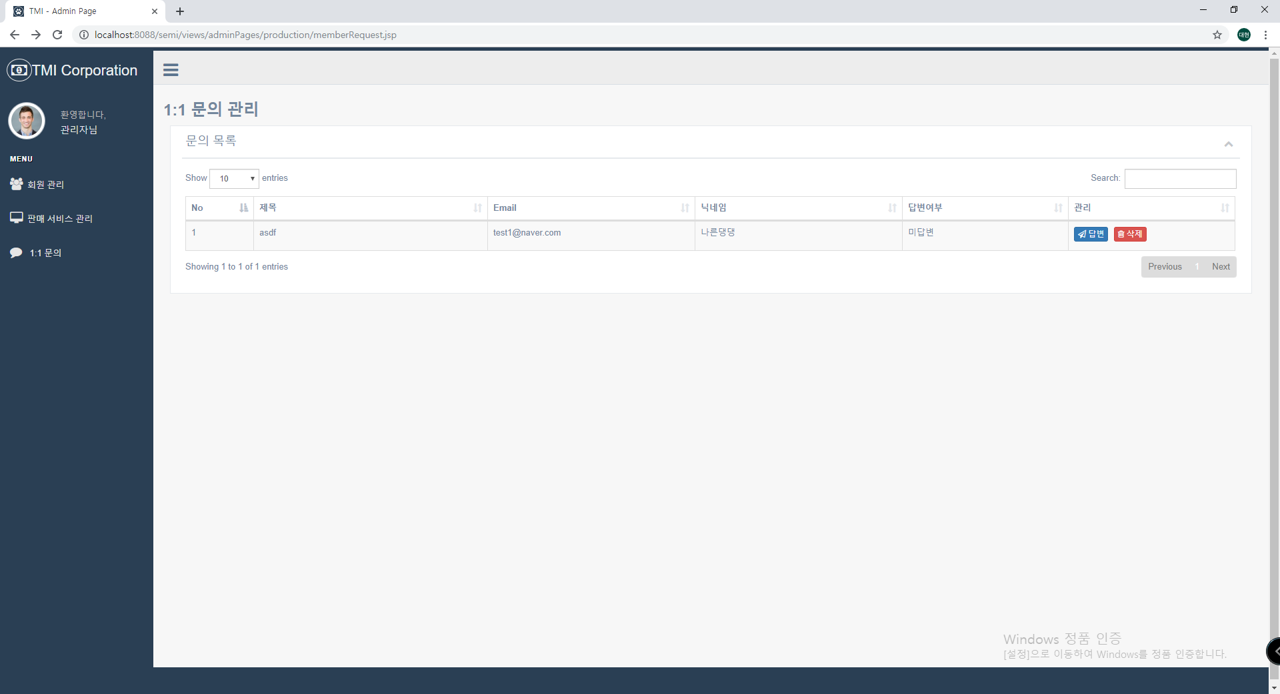 TMI - Admin Page
localhost:8088/semi/views/adminPages/production/memberRequest.jsp
대현
TMI Corporation
환영합니다,
관리자님
MENU
회원 관리
판매 서비스 관리
1:1 문의
1:1 문의 관리
문의 목록
Show 10 entries
Search:
No 제목 Email 닉네임 답변여부 관리
1 asdf test1@naver.com 나른댕댕 미답변 답변 삭제
Showing 1 to 1 of 1 entries
Previous 1 Next
Windows 정품 인증
[설정]으로 이동하여 Windows를 정품 인증합니다.